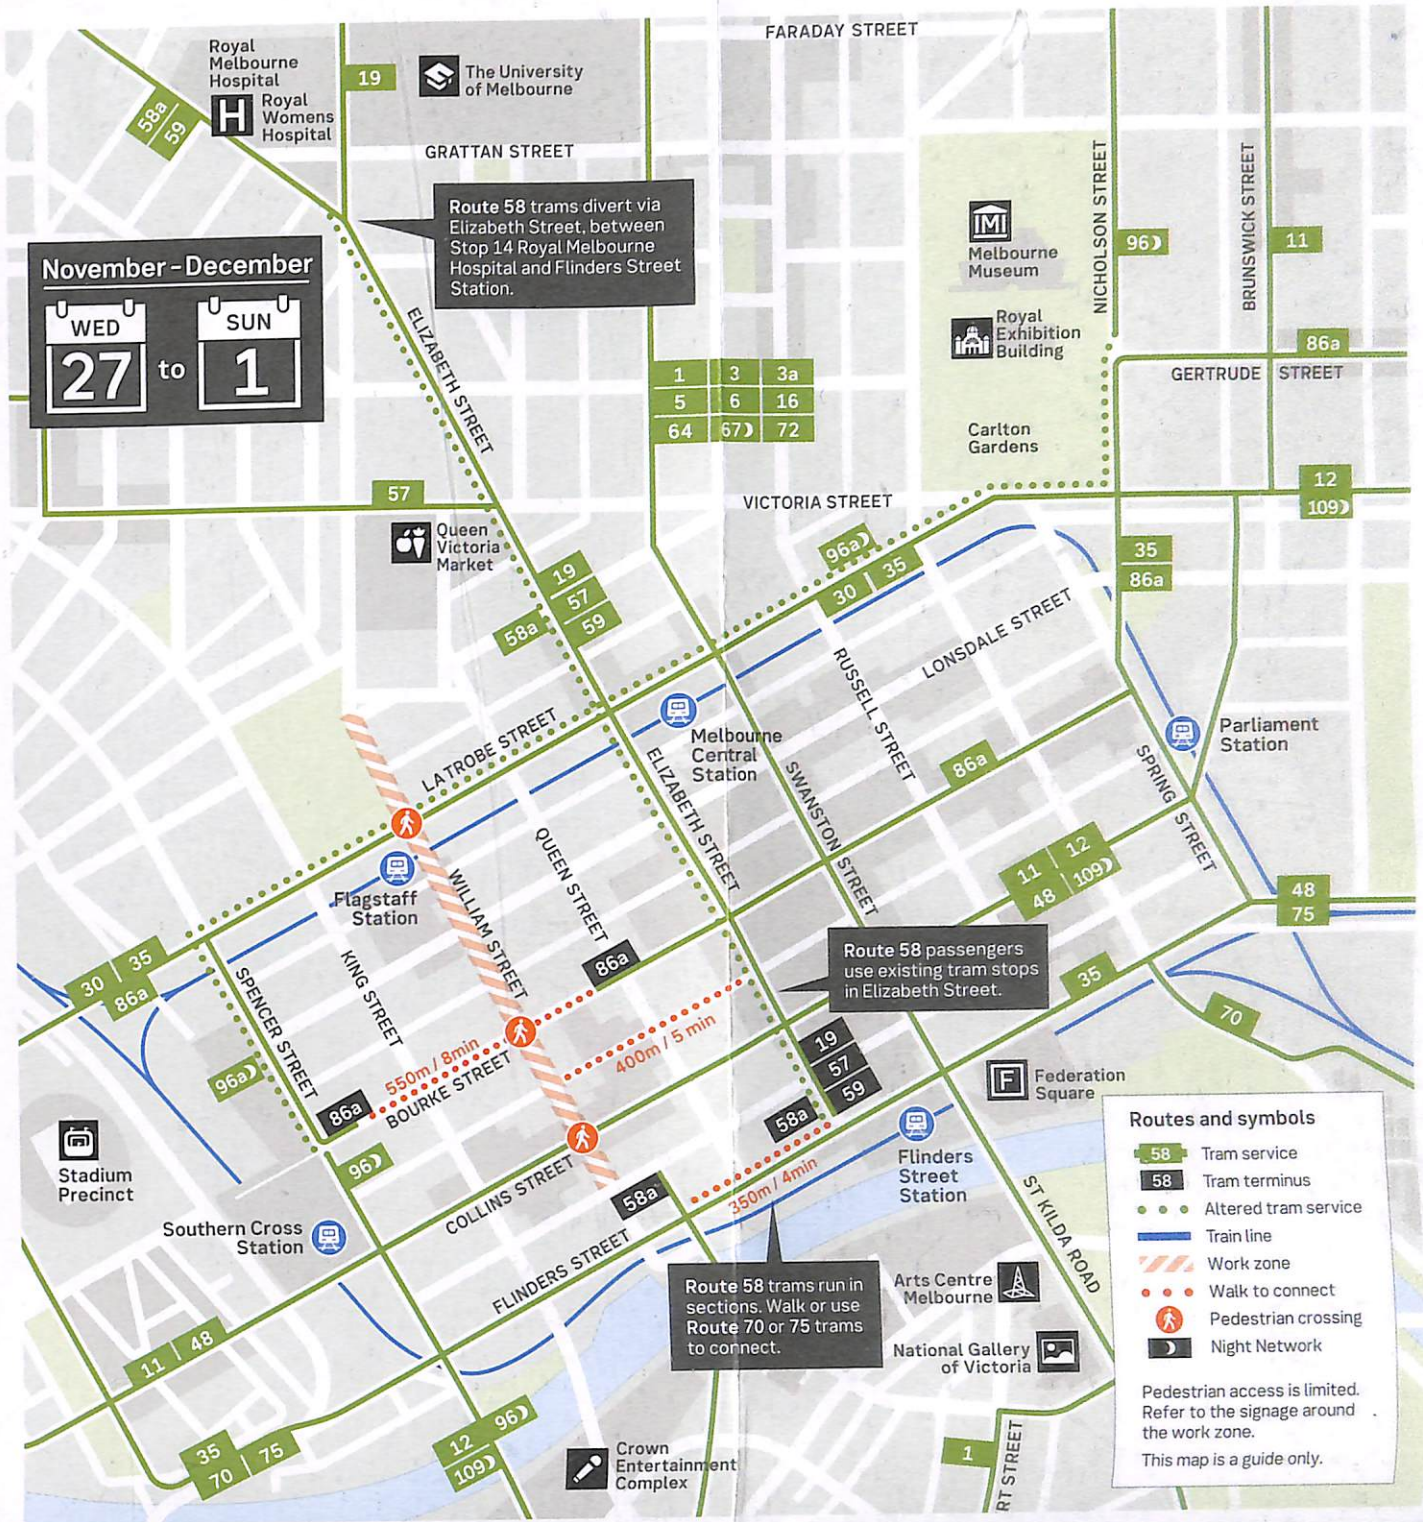 FARADAY STREET
Royal
Melbourne
Hospital
H
Royal
Womens
Hospital
58a
59
19
The University
of Melbourne
GRATTAN STREET
Route 58 trams divert via
Elizabeth Street, between
Stop 14 Royal Melbourne
Hospital and Flinders Street
Station.
November – December
WED
27
to
SUN
1
ELIZABETH STREET
1 3 3a
5 6 16
64 67 72
Melbourne
Museum
Royal
Exhibition
Building
Carlton
Gardens
NICHOLSON STREET
96
BRUNSWICK STREET
11
86a
GERTRUDE STREET
12
109
57
VICTORIA STREET
Queen
Victoria
Market
19
57
59
58a
96a
30 35
35
86a
LONSDALE STREET
RUSSELL STREET
Melbourne
Central
Station
LA TROBE STREET
ELIZABETH STREET
SWANSTON STREET
86a
SPRING STREET
Parliament
Station
Flagstaff
Station
WILLIAM STREET
QUEEN STREET
11 12
48 109
48
75
30 35
86a
SPENCER STREET
KING STREET
86a
Route 58 passengers
use existing tram stops
in Elizabeth Street.
35
70
96a
550m / 8min
BOURKE STREET
400m / 5 min
86a
19
57
59
58a
F
Federation
Square
Stadium
Precinct
96
COLLINS STREET
58a
350m / 4min
Flinders
Street
Station
Southern Cross
Station
FLINDERS STREET
ST KILDA ROAD
Route 58 trams run in
sections. Walk or use
Route 70 or 75 trams
to connect.
Arts Centre
Melbourne
National Gallery
of Victoria
11 48
35
70 75
12 96
109
Crown
Entertainment
Complex
1
RT STREET
Routes and symbols
58 Tram service
58 Tram terminus
Altered tram service
Train line
Work zone
Walk to connect
Pedestrian crossing
Night Network
Pedestrian access is limited.
Refer to the signage around
the work zone.
This map is a guide only.